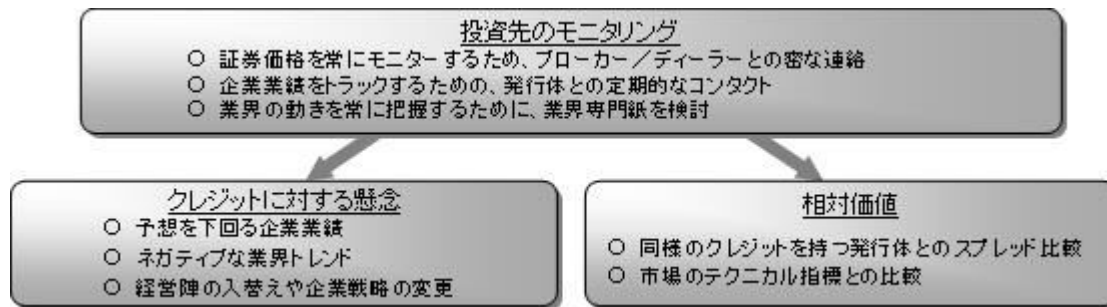 投資先のモニタリング
○ 証券価格を常にモニターするため、ブローカー／ディーラーとの密な連絡
○ 企業業績をトラックするための、発行体との定期的なコンタクト
○ 業界の動きを常に把握するために、業界専門紙を検討
クレジットに対する懸念
○ 予想を下回る企業業績
○ ネガティブな業界トレンド
○ 経営陣の入替えや企業戦略の変更
相対価値
○ 同様のクレジットを持つ発行体とのスプレッド比較
○ 市場のテクニカル指標との比較